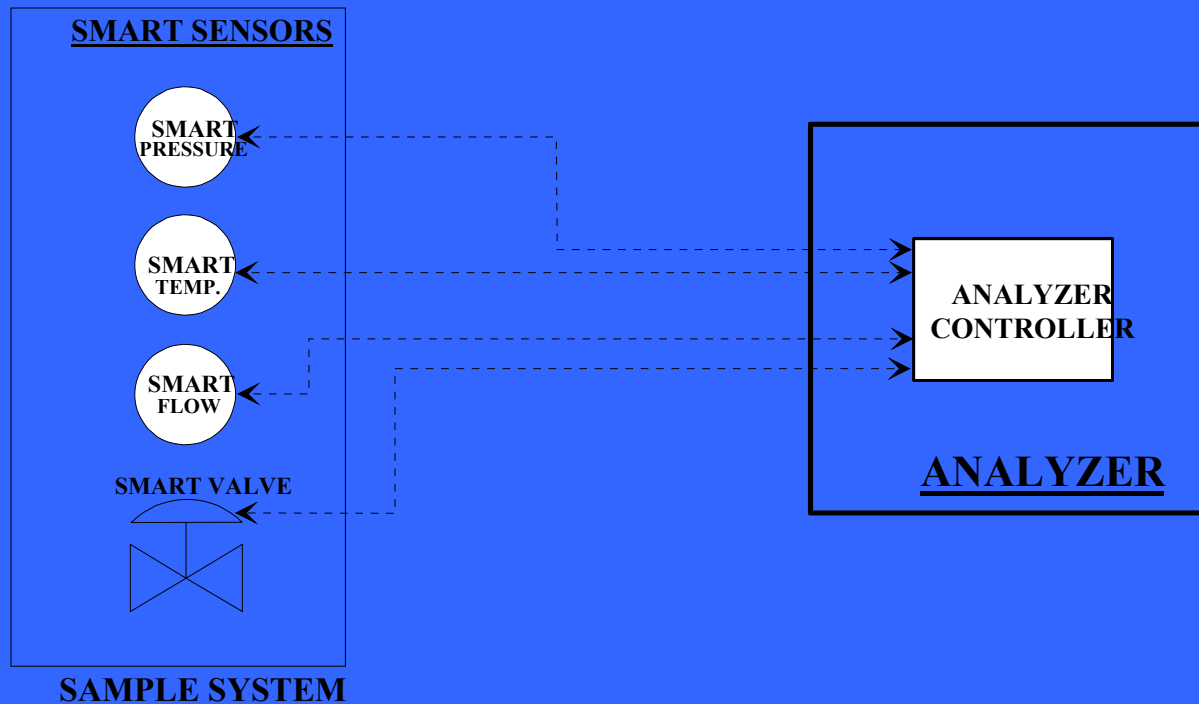 SMART SENSORS
SMART
PRESSURE
SMART
TEMP.
SMART
FLOW
SMART VALVE
SAMPLE SYSTEM
ANALYZER
CONTROLLER
ANALYZER